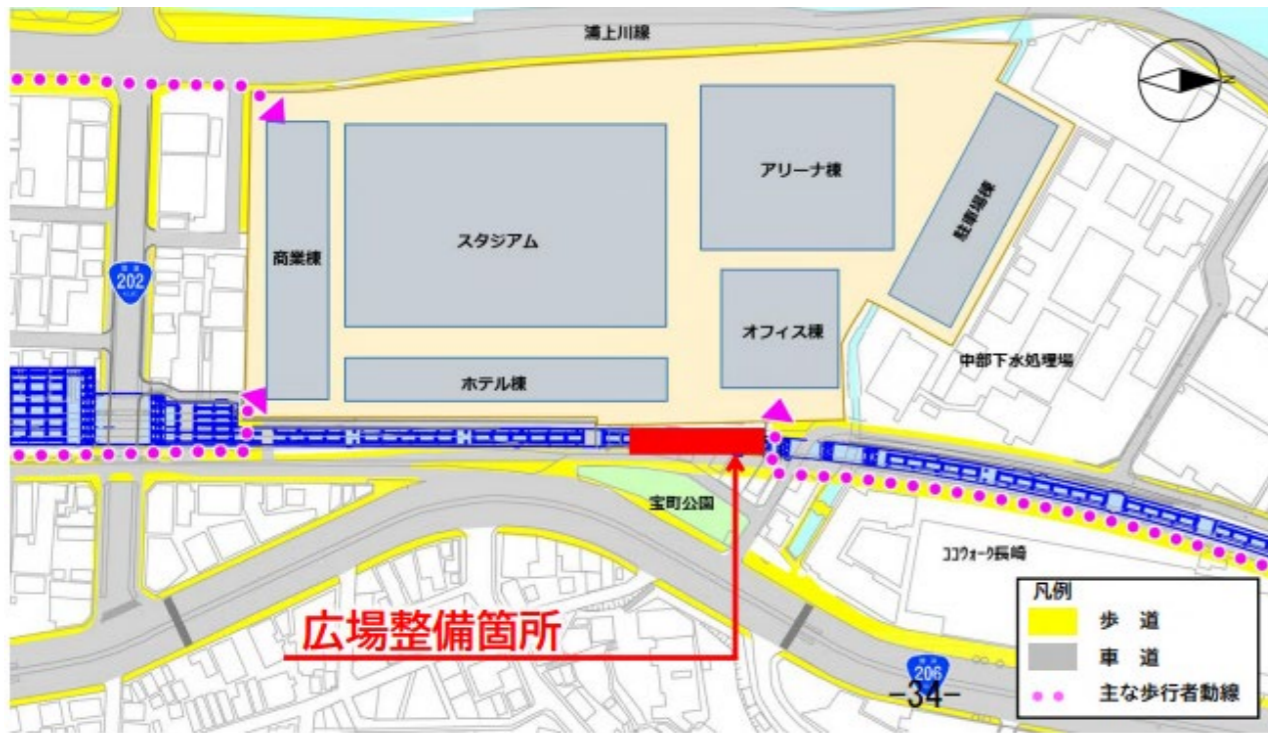 浦上川線
N
アリーナ棟
駐車場棟
スタジアム
商業棟
202
オフィス棟
中部下水処理場
ホテル棟
宝町公園
ココウォーク長崎
広場整備箇所
凡例
歩　道
車　道
主な歩行者動線
206
-34-